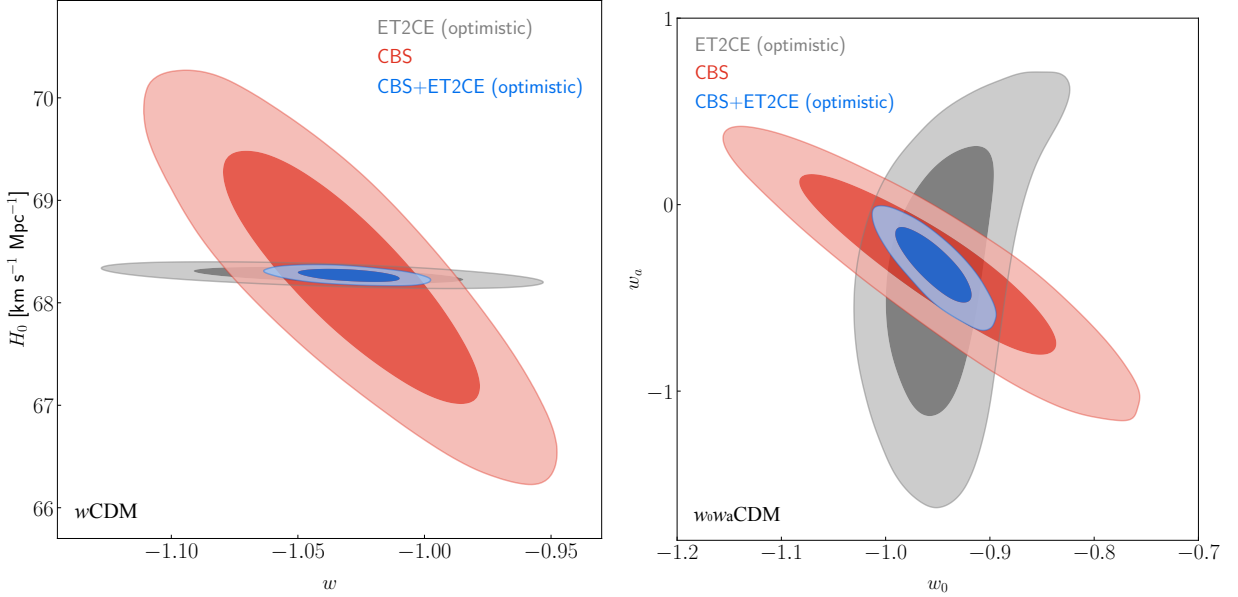 ET2CE (optimistic)
CBS
CBS+ET2CE (optimistic)
70
69
68
67
66
H₀ [km s⁻¹ Mpc⁻¹]
wCDM
−1.10
−1.05
−1.00
−0.95
w
ET2CE (optimistic)
CBS
CBS+ET2CE (optimistic)
1
0
−1
wₐ
w₀wₐCDM
−1.2
−1.1
−1.0
−0.9
−0.8
−0.7
w₀